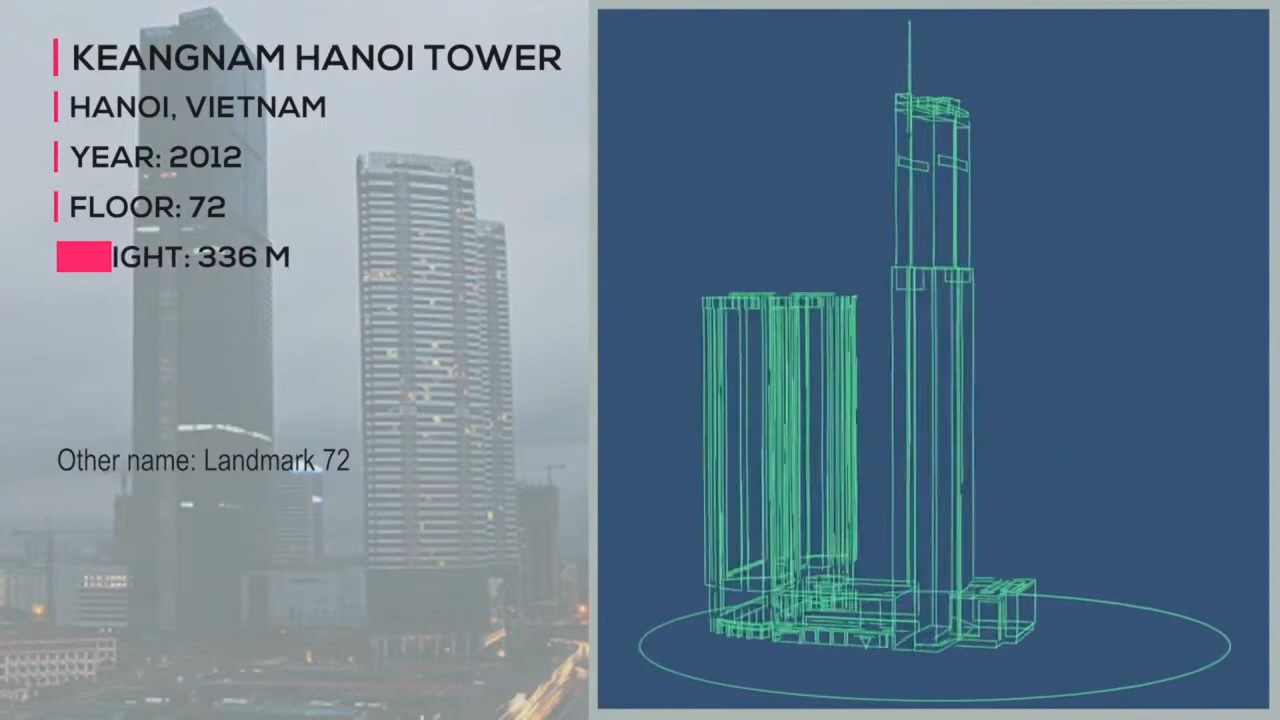 KEANGNAM HANOI TOWER
HANOI, VIETNAM
YEAR: 2012
FLOOR: 72
IGHT: 336 M
Other name: Landmark 72